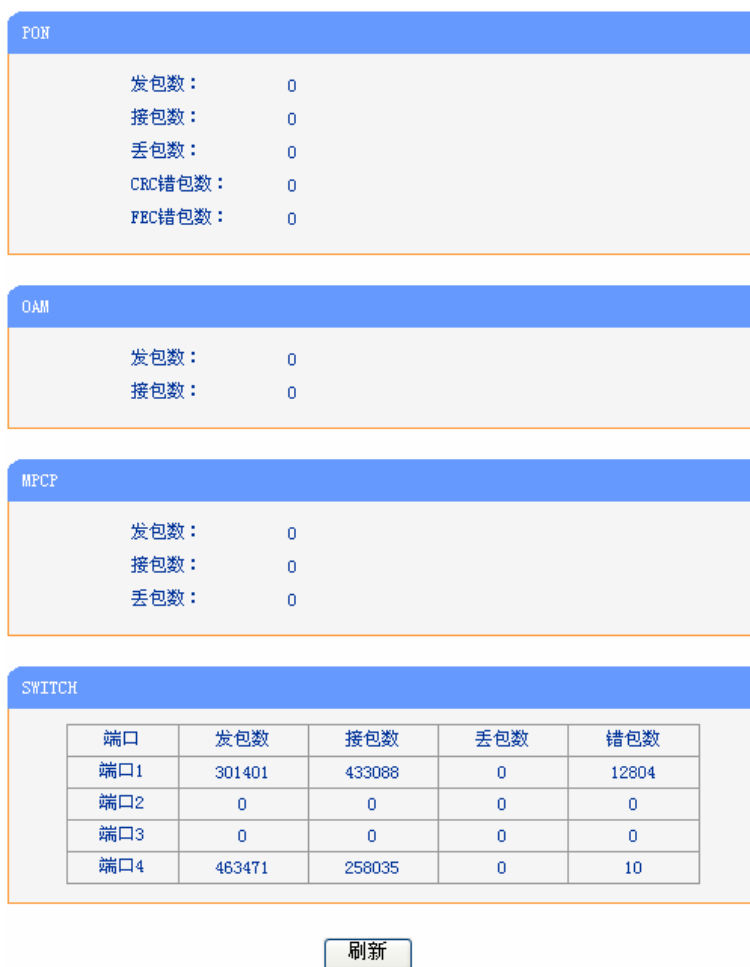 PON
发包数： 0
接包数： 0
丢包数： 0
CRC错包数： 0
FEC错包数： 0
OAM
发包数： 0
接包数： 0
MPCP
发包数： 0
接包数： 0
丢包数： 0
SWITCH
端口 发包数 接包数 丢包数 错包数
端口1 301401 433088 0 12804
端口2 0 0 0 0
端口3 0 0 0 0
端口4 463471 258035 0 10
刷新